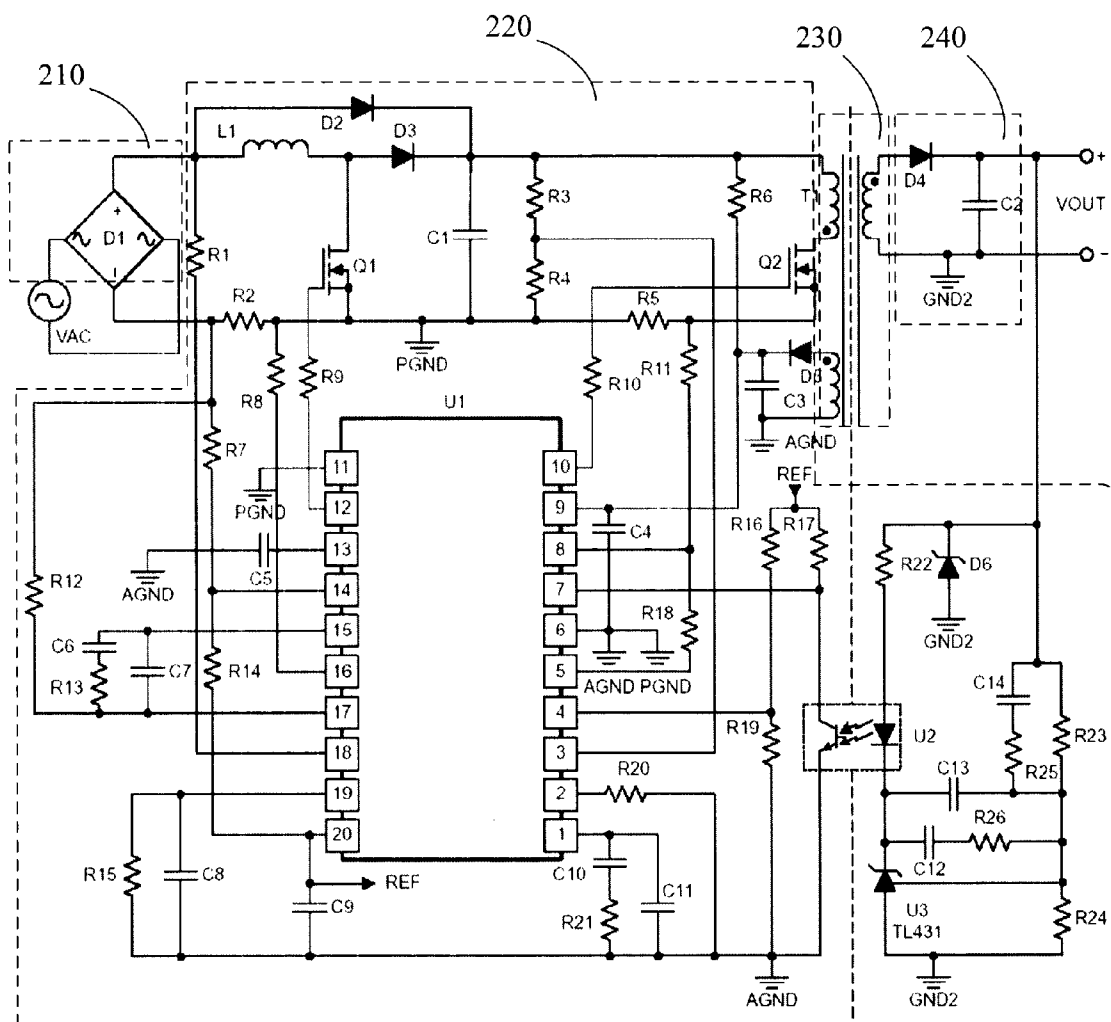 220
230
240
210
D2
L1
D3
+
R3
R6
T
D4
C2
VOUT
+
D1
R1
C1
Q1
R4
Q2
-
R2
R5
GND2
VAC
PGND
R9
R10
R11
D5
R8
C3
U1
AGND
R7
11
10
REF
PGND
12
9
R16
R17
C4
13
8
R22
D6
R12
C5
AGND
14
7
GND2
R18
15
6
C6
C7
R14
16
5
AGND PGND
C14
R13
17
4
R19
U2
R23
18
3
R25
R20
C13
19
2
R26
20
1
C12
R15
C8
REF
C10
C11
C9
R21
U3
TL431
R24
AGND
GND2